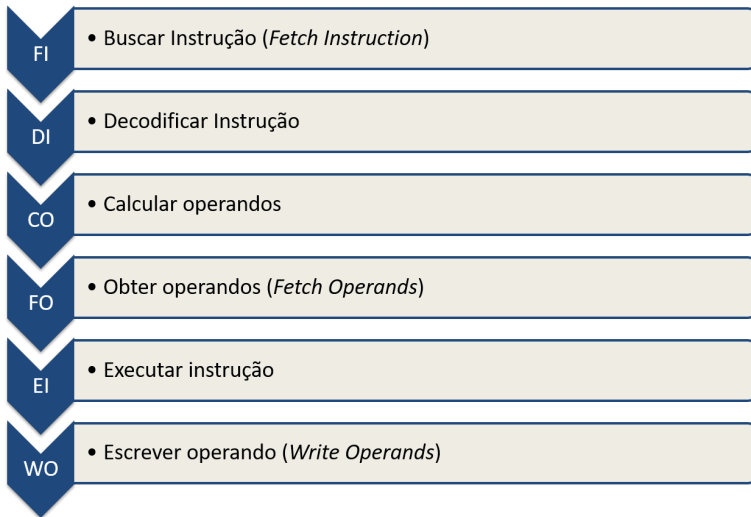 FI
• Buscar Instrução (Fetch Instruction)
DI
• Decodificar Instrução
CO
• Calcular operandos
FO
• Obter operandos (Fetch Operands)
EI
• Executar instrução
WO
• Escrever operando (Write Operands)